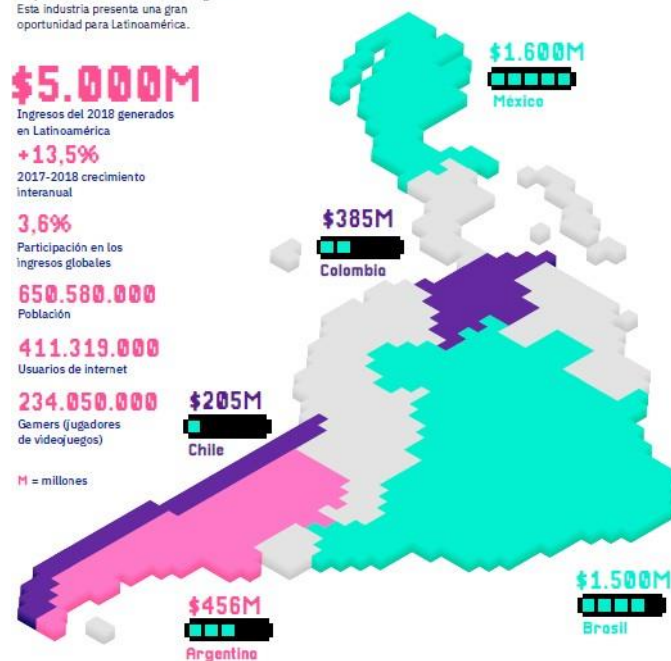 Esta industria presenta una gran
oportunidad para Latinoamérica.
$5.000M
Ingresos del 2018 generados
en Latinoamérica
+13,5%
2017-2018 crecimiento
interanual
3,6%
Participación en los
ingresos globales
650.580.000
Población
411.319.000
Usuarios de internet
234.050.000
Gamers (jugadores
de videojuegos)
M = millones
$1.600M
México
$385M
Colombia
$205M
Chile
$456M
Argentina
$1.500M
Brasil